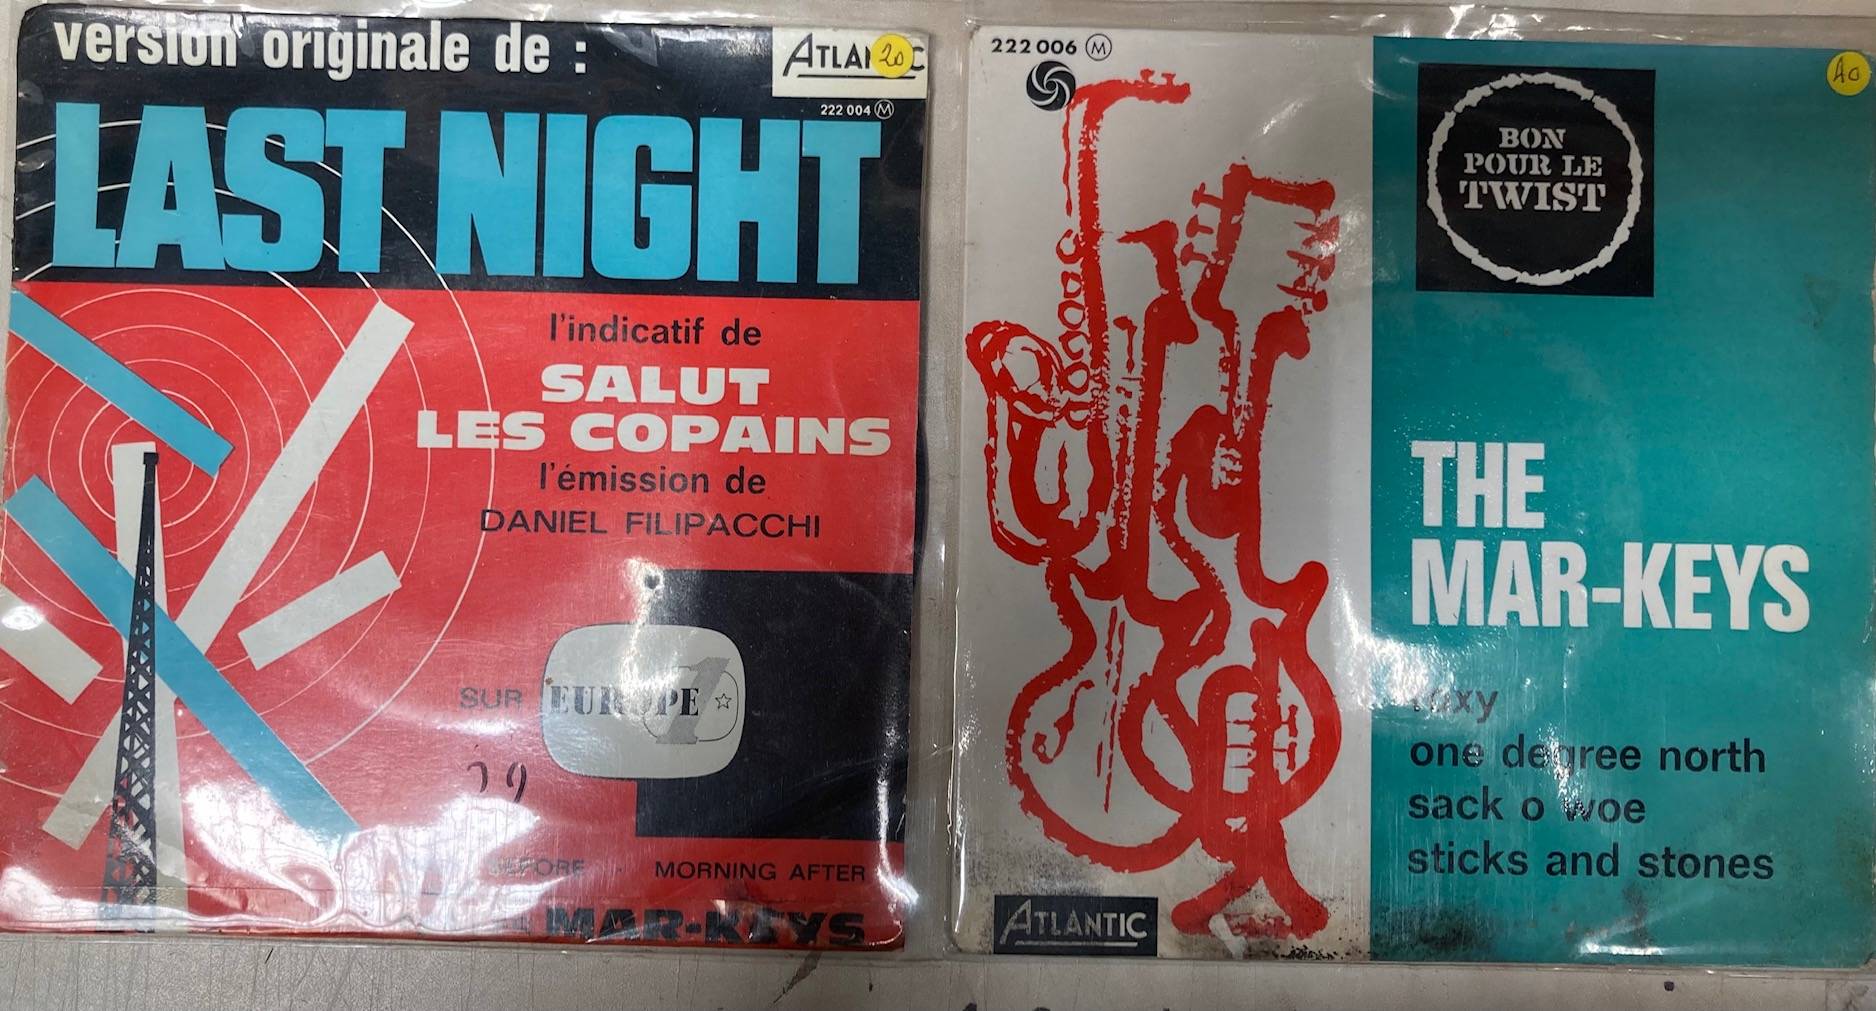 version originale de :
ATLANTIC
20
222 004 M
LAST NIGHT
l'indicatif de
SALUT
LES COPAINS
l'émission de
DANIEL FILIPACCHI
SUR EUROPE 1
BEFORE - MORNING AFTER
MAR-KEYS
222 006 M
40
BON
POUR LE
TWIST
THE
MAR-KEYS
one degree north
sack o woe
sticks and stones
ATLANTIC